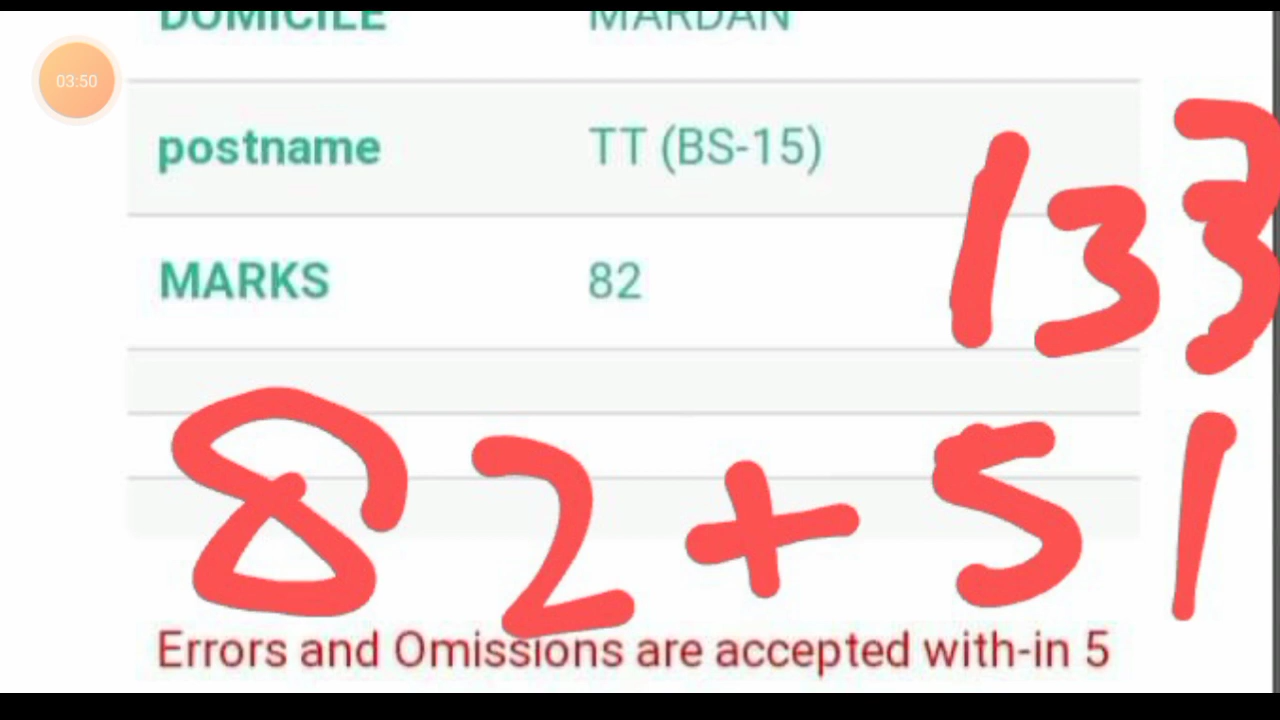 DOMICILE MARDAN
03:50
postname TT (BS-15)
133
MARKS 82
82+51
Errors and Omissions are accepted with-in 5